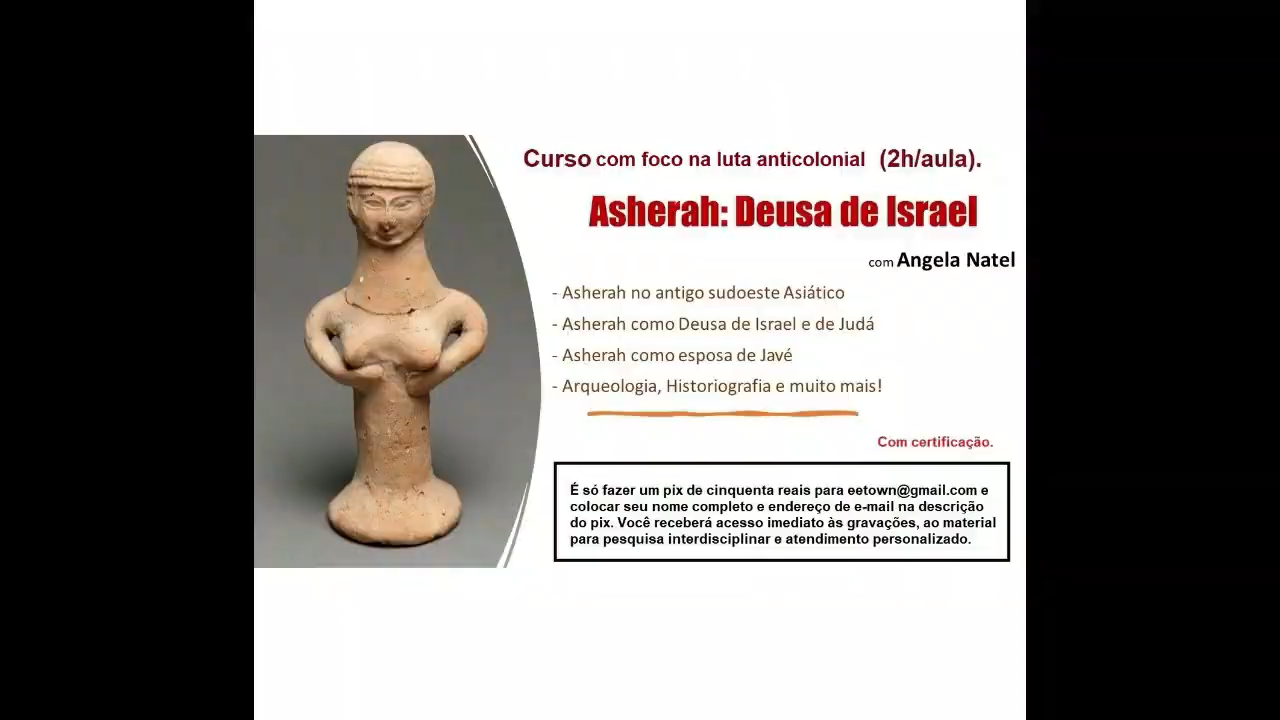 Curso com foco na luta anticolonial (2h/aula).
Asherah: Deusa de Israel
com Angela Natel
- Asherah no antigo sudoeste Asiático
- Asherah como Deusa de Israel e de Judá
- Asherah como esposa de Javé
- Arqueologia, Historiografia e muito mais!
Com certificação.
É só fazer um pix de cinquenta reais para eetown@gmail.com e
colocar seu nome completo e endereço de e-mail na descrição
do pix. Você receberá acesso imediato às gravações, ao material
para pesquisa interdisciplinar e atendimento personalizado.